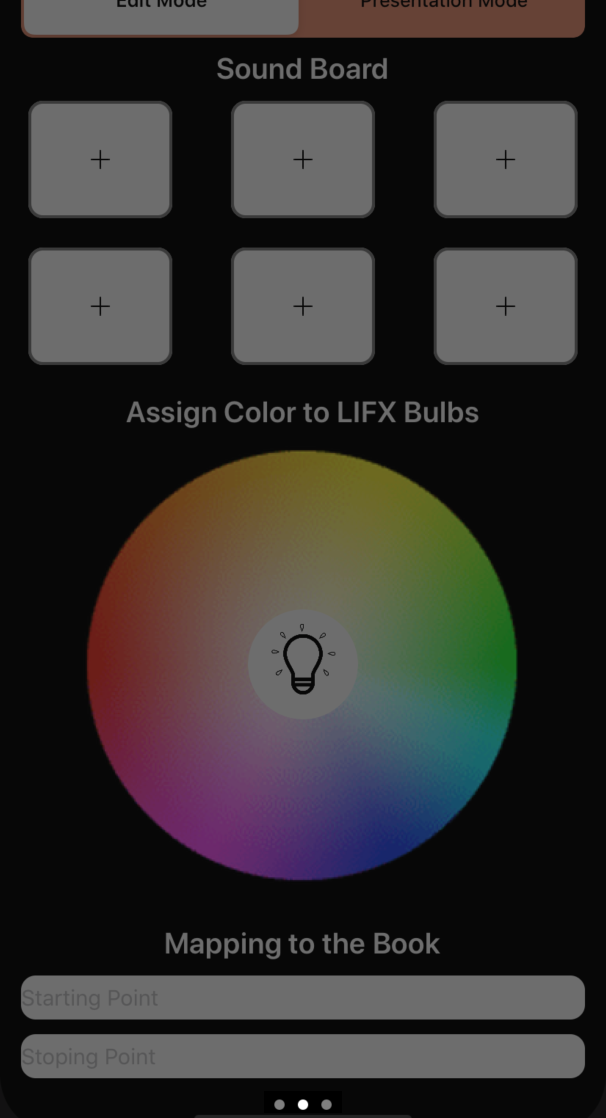 Edit Mode
Presentation Mode
Sound Board
+ + +
+ + +
Assign Color to LIFX Bulbs
Mapping to the Book
Starting Point
Stoping Point